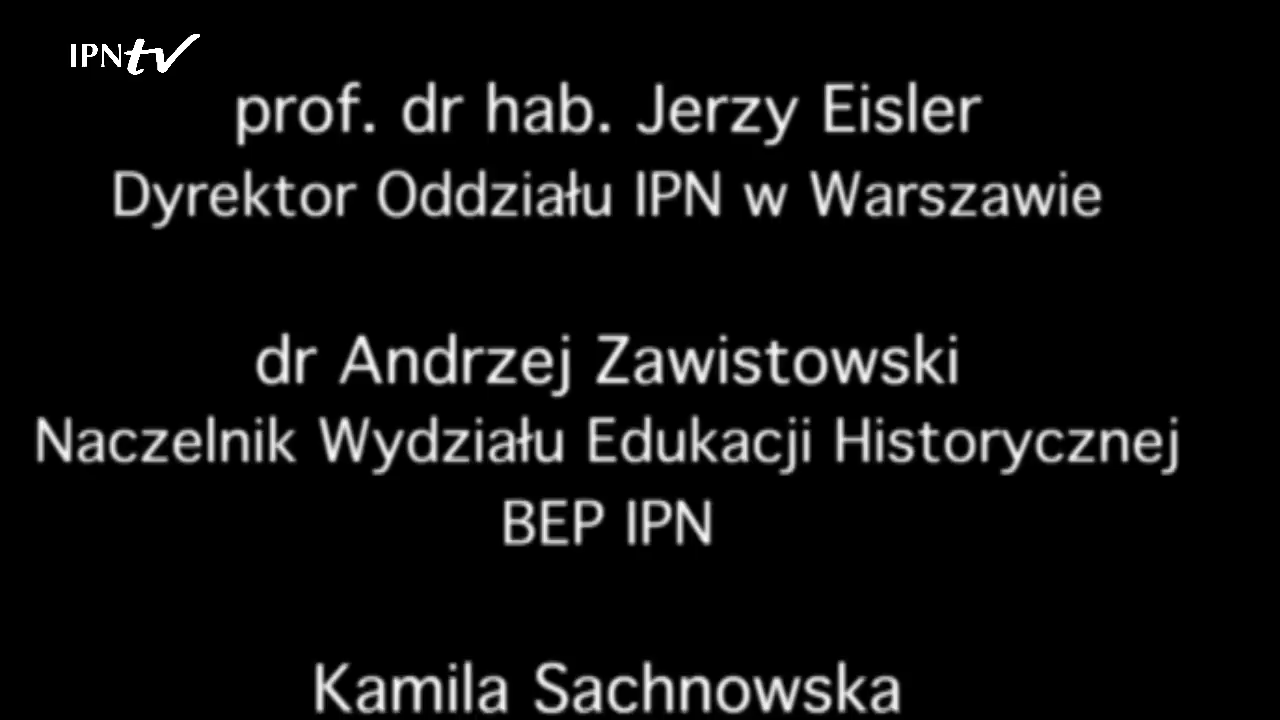 IPNtv
prof. dr hab. Jerzy Eisler
Dyrektor Oddziału IPN w Warszawie
dr Andrzej Zawistowski
Naczelnik Wydziału Edukacji Historycznej
BEP IPN
Kamila Sachnowska